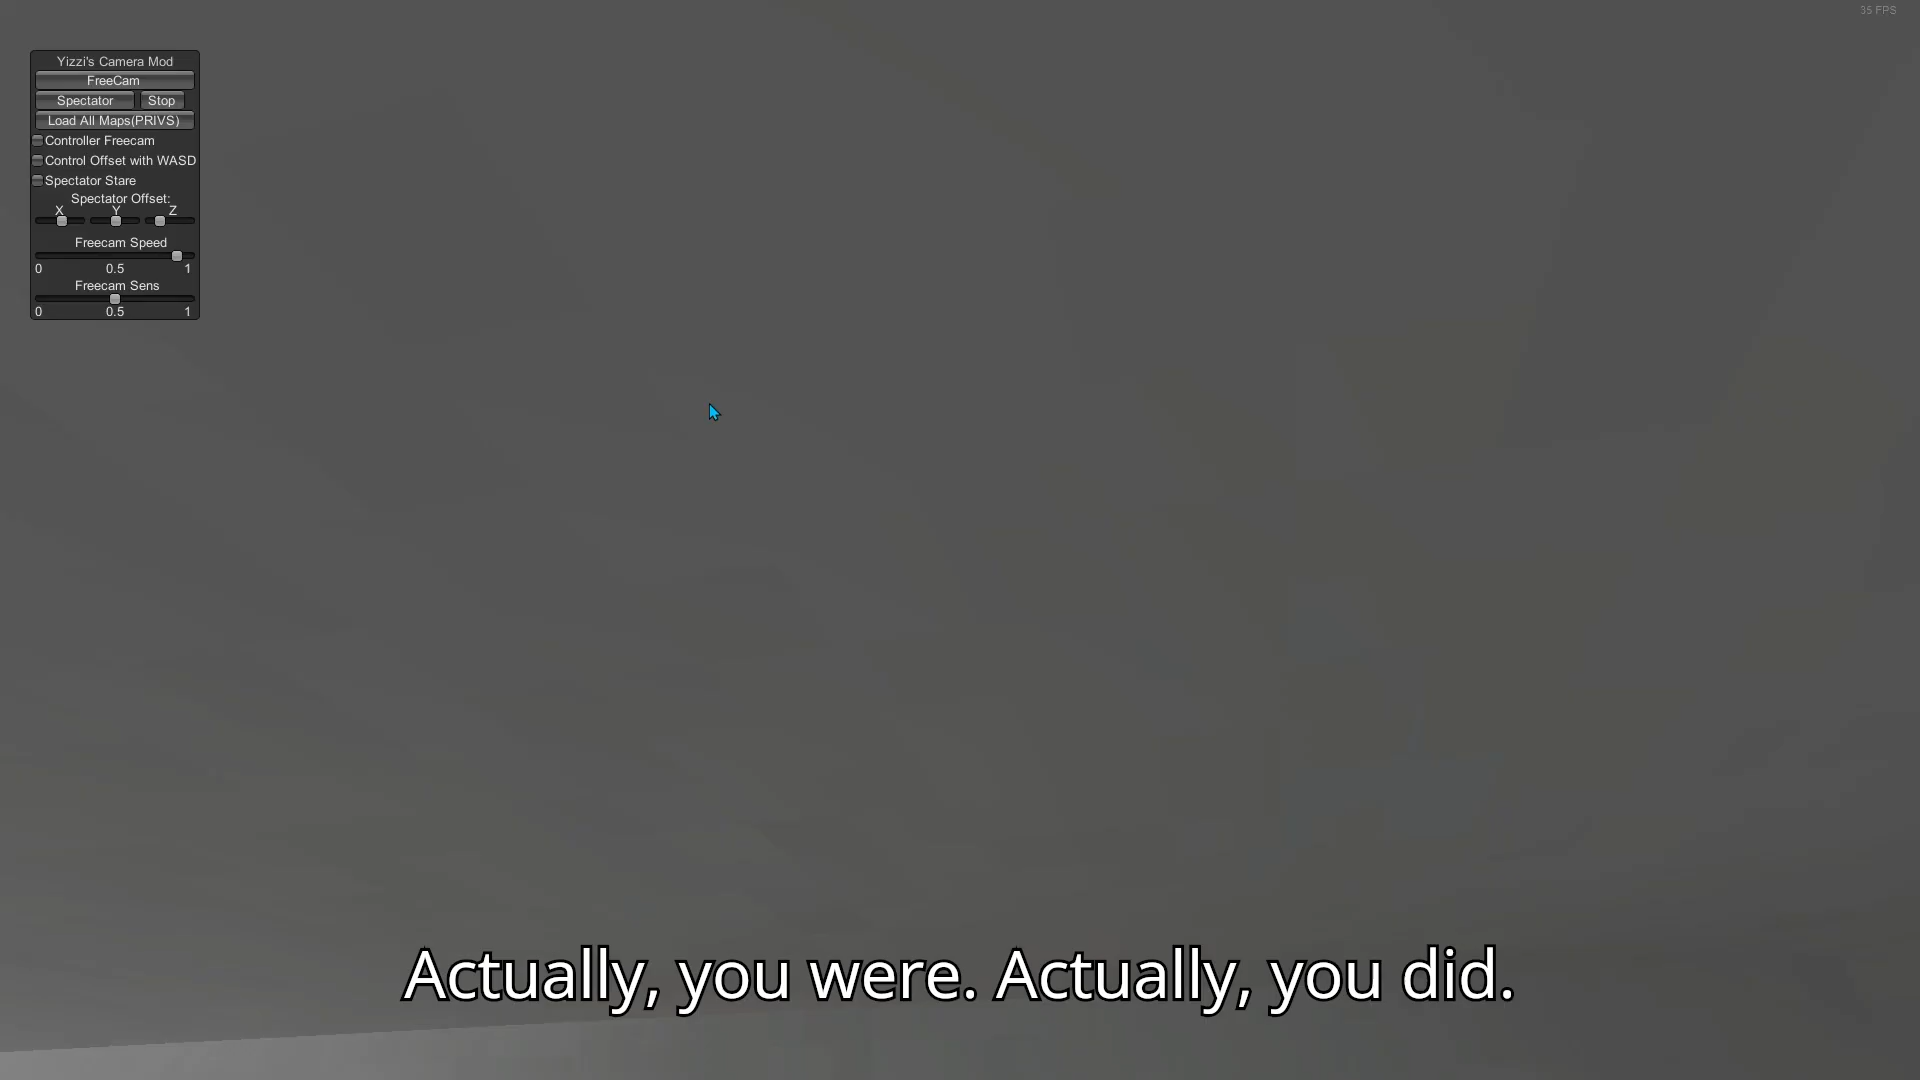 35 FPS
Yizzi's Camera Mod
FreeCam
Spectator Stop
Load All Maps(PRIVS)
Controller Freecam
Control Offset with WASD
Spectator Stare
Spectator Offset:
X Y Z
Freecam Speed
0 0.5 1
Freecam Sens
0 0.5 1
Actually, you were. Actually, you did.